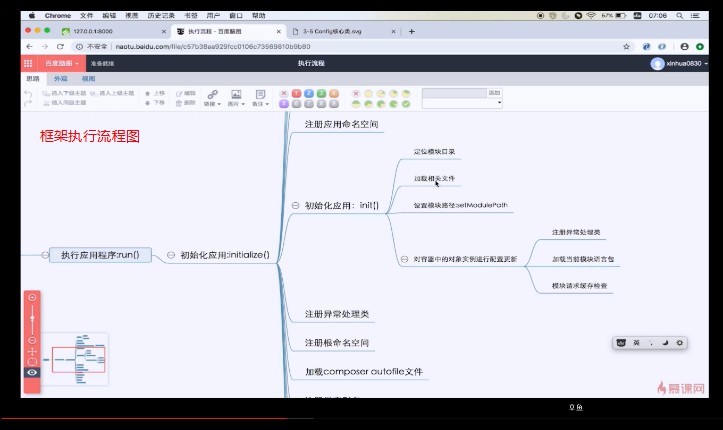 Chrome 文件 编辑 视图 历史记录 书签 用户 窗口 帮助
67% 07:06
127.0.0.1:8000
执行流程 - 百度脑图
3-5 Config核心类.svg
不安全 | naotu.baidu.com/file/c57b38aa929fcc0106c73569610b9b60
百度脑图 准备就绪 执行流程 xinhua0830
思路 外观 视图
插入下级主题 插入上级主题 上移 编辑
插入同级主题 下移 删除 链接 图片 备注
添加
框架执行流程图
注册应用命名空间
定位模块目录
加载相关文件
初始化应用：init()
设置模块路径:setModulePath
注册异常处理类
执行应用程序:run()
初始化应用:initialize()
对容器中的对象实例进行配置更新
加载当前模块语言包
模块请求缓存检查
注册异常处理类
英
注册根命名空间
加载composer autofile文件
慕课网